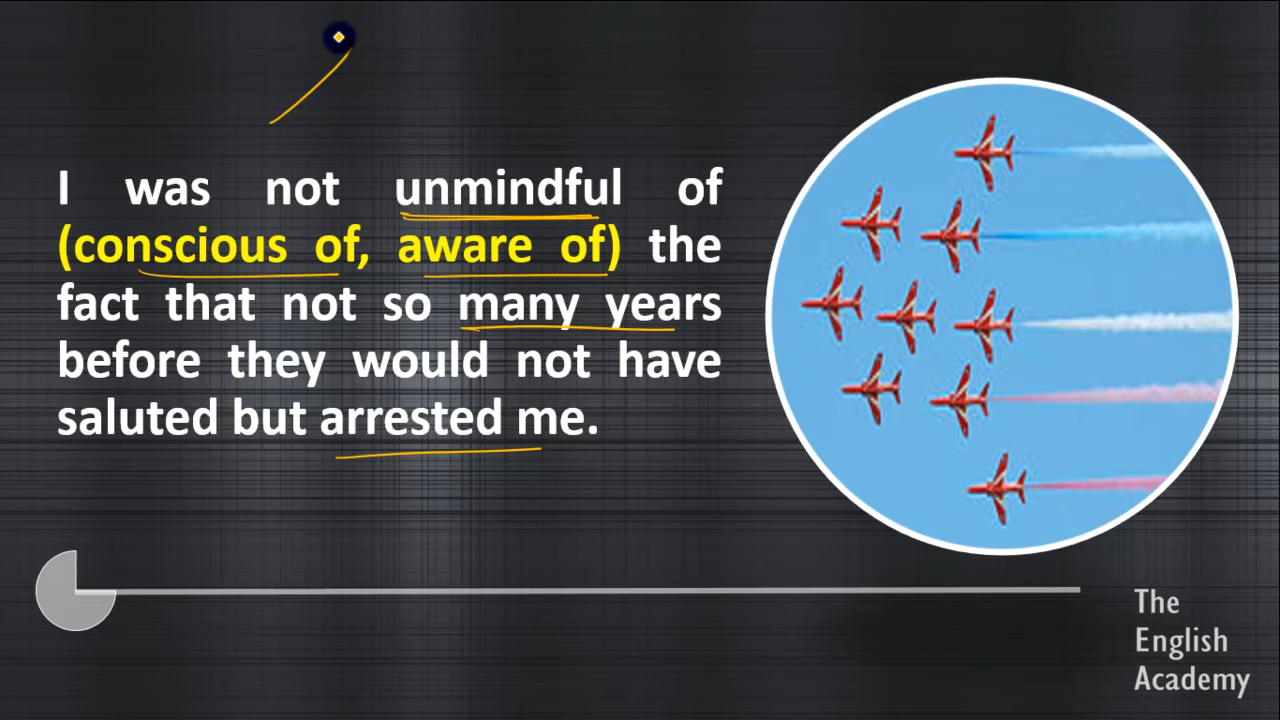 I was not unmindful of
(conscious of, aware of) the
fact that not so many years
before they would not have
saluted but arrested me.
The
English
Academy